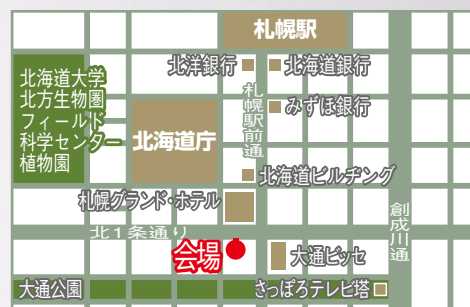 札幌駅
北洋銀行
北海道銀行
北海道大学
北方生物圏
フィールド
科学センター
植物園
札幌駅前通
みずほ銀行
北海道庁
北海道ビルヂング
札幌グランド・ホテル
創成川通
北1条通り
会場
大通ビッセ
大通公園
さっぽろテレビ塔